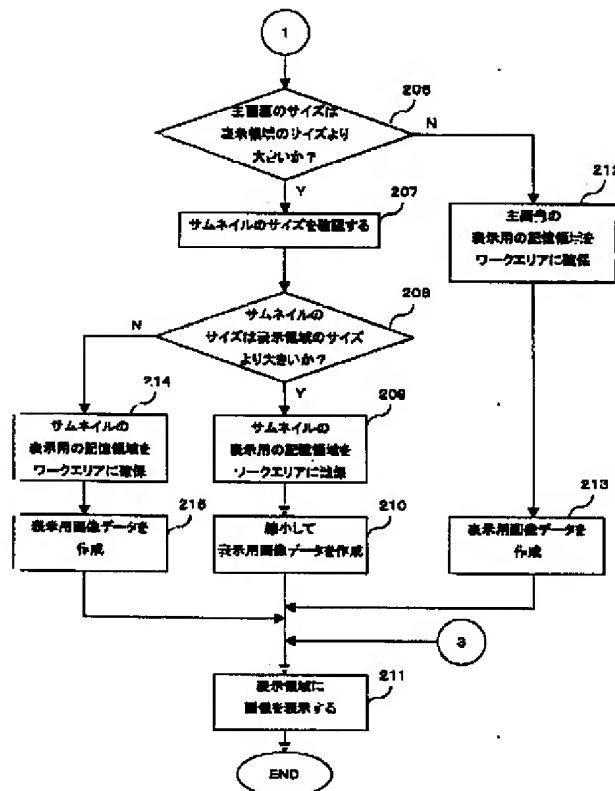 1
206
主画面のサイズは
表示領域のサイズより
大きいか?
N
Y
212
主画面の
表示用の記憶領域を
ワークエリアに確保
207
サムネイルのサイズを確認する
208
サムネイルの
サイズは表示領域のサイズ
より大きいか?
N
Y
214
サムネイルの
表示用の記憶領域を
ワークエリアに確保
209
サムネイルの
表示用の記憶領域を
ワークエリアに確保
215
表示用画像データを
作成
210
縮小して
表示用画像データを作成
213
表示用画像データを
作成
3
211
表示領域に
画像を表示する
END